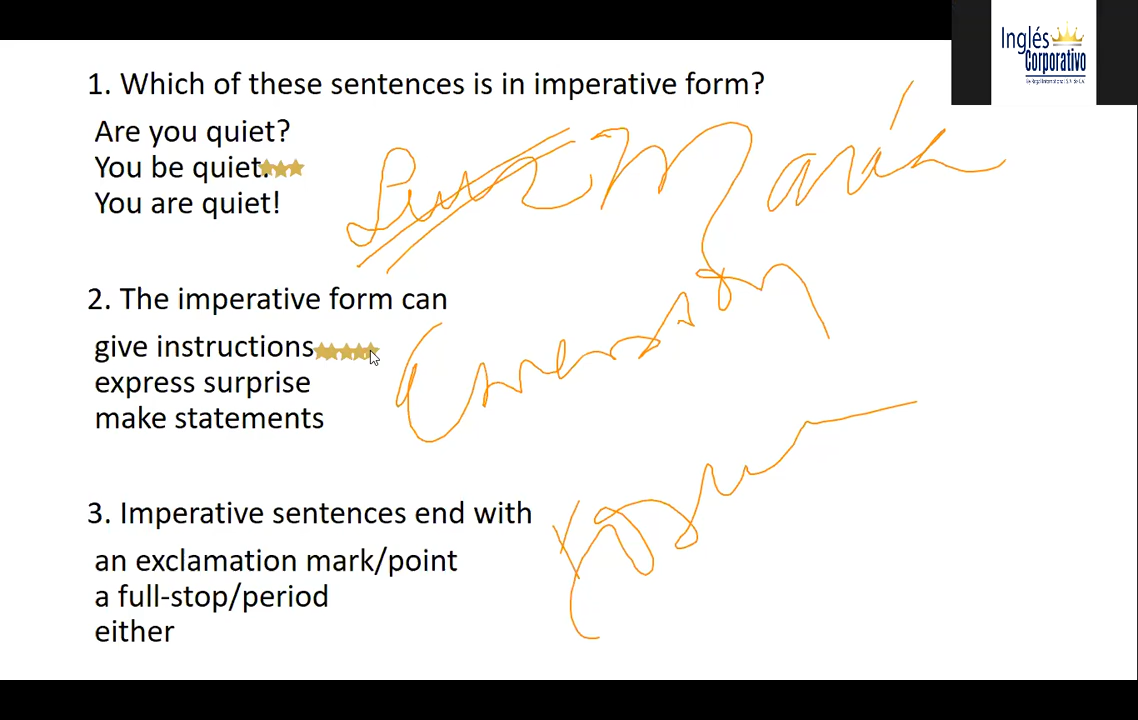 Inglés
Corporativo
1. Which of these sentences is in imperative form?
Are you quiet?
You be quiet.
You are quiet!
María
2. The imperative form can
give instructions
express surprise
make statements
3. Imperative sentences end with
an exclamation mark/point
a full-stop/period
either